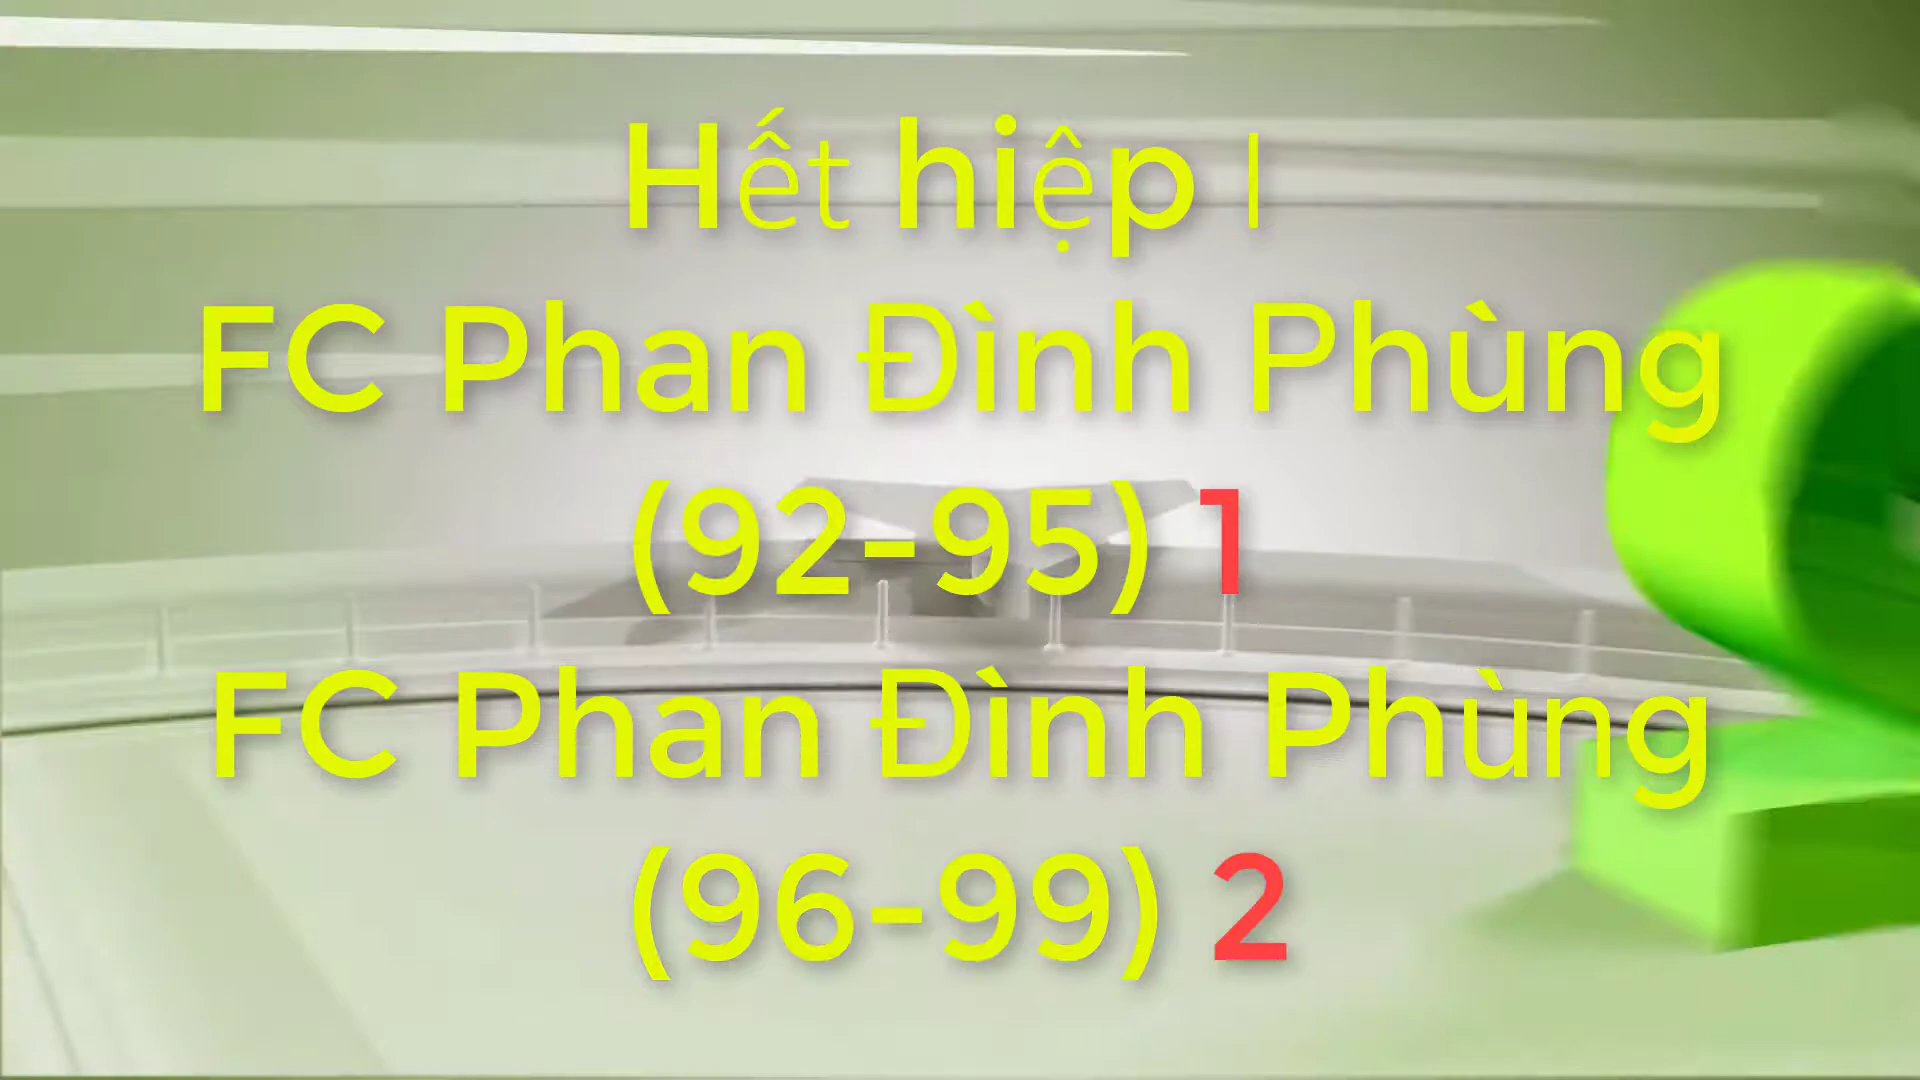 Hết hiệp I
FC Phan Đình Phùng
(92-95) 1
FC Phan Đình Phùng
(96-99) 2